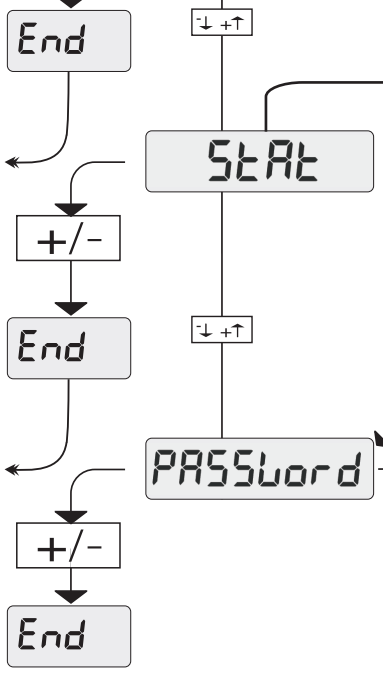 End
-↓ +↑
StAt
+/-
End
-↓ +↑
PASSword
+/-
End